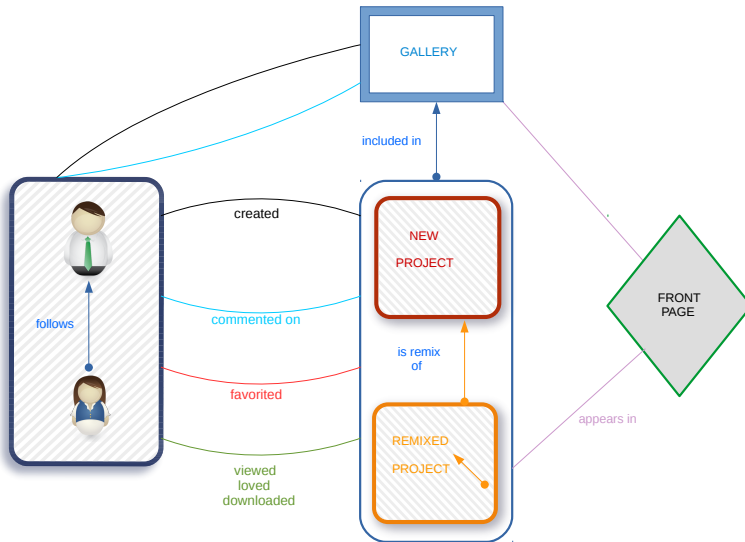 GALLERY
included in
created
NEW
PROJECT
follows
commented on
FRONT
PAGE
is remix
of
favorited
appears in
REMIXED
PROJECT
viewed
loved
downloaded